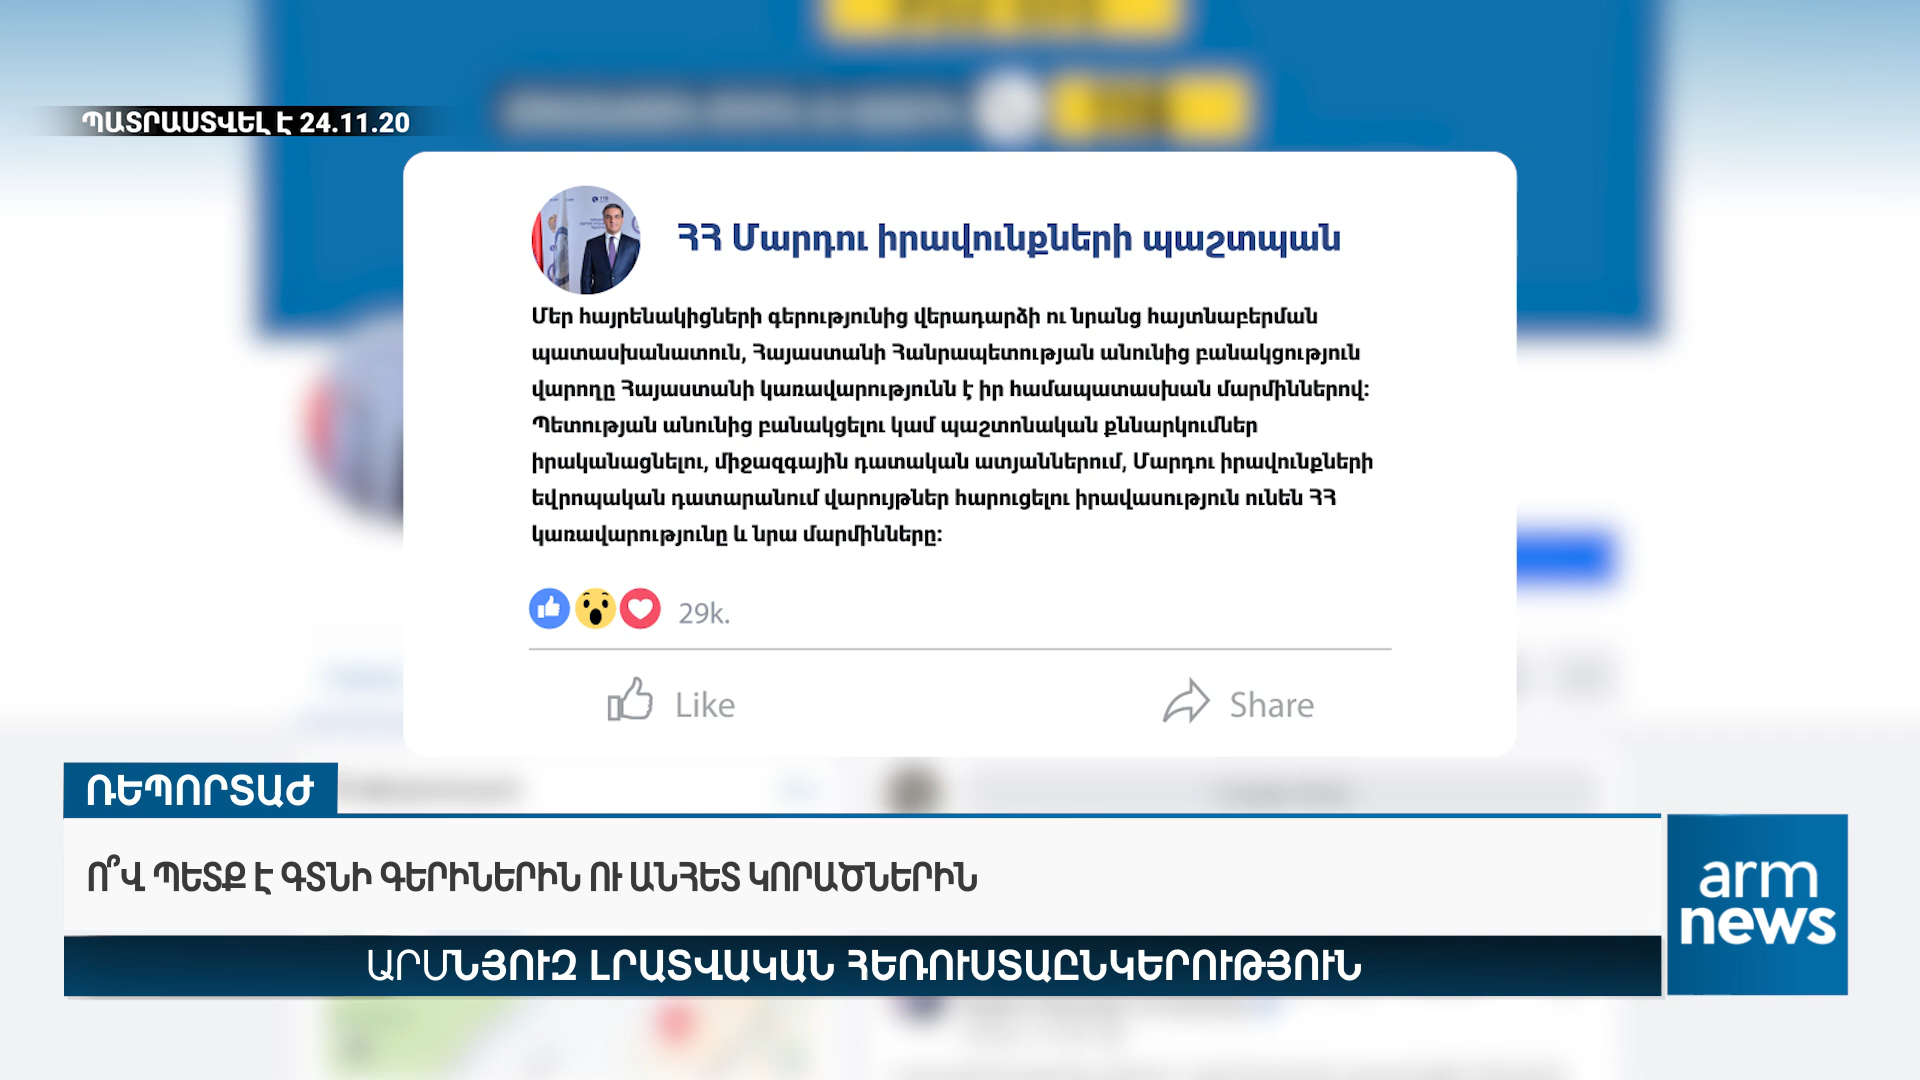 ՊԱՏՐԱՍՏՎԵԼ Է 24.11.20
ՀՀ Մարդու իրավունքների պաշտպան
Մեր հայրենակիցների գերությունից վերադարձի ու նրանց հայտնաբերման
պատասխանատուն, Հայաստանի Հանրապետության անունից բանակցություն
վարողը Հայաստանի կառավարությունն է իր համապատասխան մարմիններով:
Պետության անունից բանակցելու կամ պաշտոնական քննարկումներ
իրականացնելու, միջազգային դատական ատյաններում, Մարդու իրավունքների
եվրոպական դատարանում վարույթներ հարուցելու իրավասություն ունեն ՀՀ
կառավարությունը և նրա մարմինները:
29k.
Like
Share
ՌԵՊՈՐՏԱԺ
Ո՞Վ ՊԵՏՔ Է ԳՏՆԻ ԳԵՐԻՆԵՐԻՆ ՈՒ ԱՆՀԵՏ ԿՈՐԱԾՆԵՐԻՆ
arm
news
ԱՐՄՆՅՈՒԶ ԼՐԱՏՎԱԿԱՆ ՀԵՌՈՒՍՏԱԸՆԿԵՐՈՒԹՅՈՒՆ